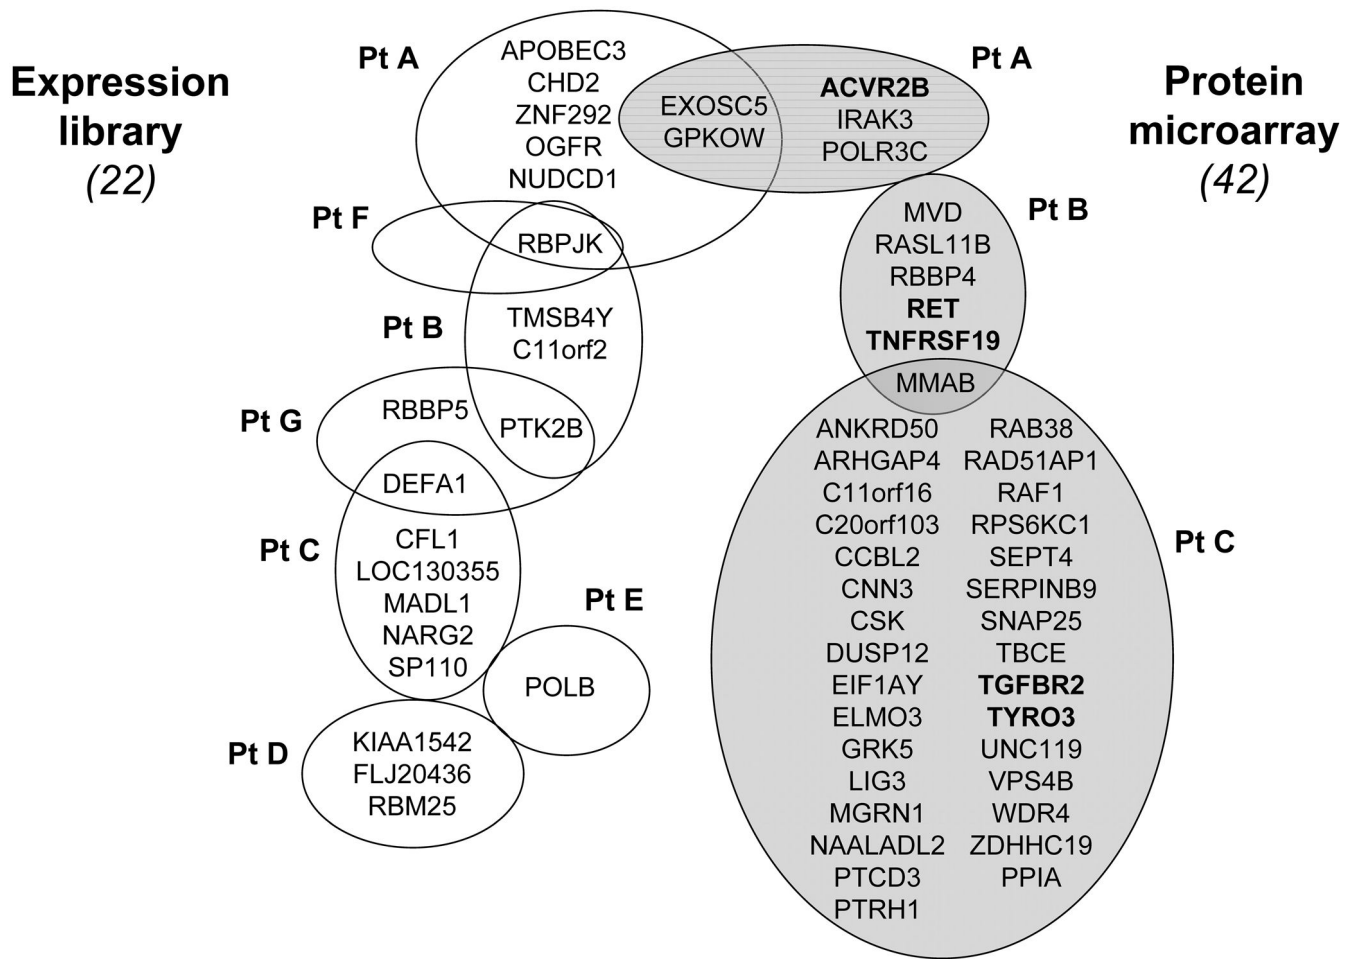 Expression
library
(22)
Pt A
APOBEC3
CHD2
ZNF292
OGFR
NUDCD1
EXOSC5
GPKOW
Pt A
ACVR2B
IRAK3
POLR3C
Protein
microarray
(42)
Pt F
RBPJK
Pt B
TMSB4Y
C11orf2
Pt G
RBBP5
PTK2B
DEFA1
Pt C
CFL1
LOC130355
MADL1
NARG2
SP110
Pt E
POLB
Pt D
KIAA1542
FLJ20436
RBM25
Pt B
MVD
RASL11B
RBBP4
RET
TNFRSF19
MMAB
Pt C
ANKRD50 RAB38
ARHGAP4 RAD51AP1
C11orf16 RAF1
C20orf103 RPS6KC1
CCBL2 SEPT4
CNN3 SERPINB9
CSK SNAP25
DUSP12 TBCE
EIF1AY TGFBR2
ELMO3 TYRO3
GRK5 UNC119
LIG3 VPS4B
MGRN1 WDR4
NAALADL2 ZDHHC19
PTCD3 PPIA
PTRH1